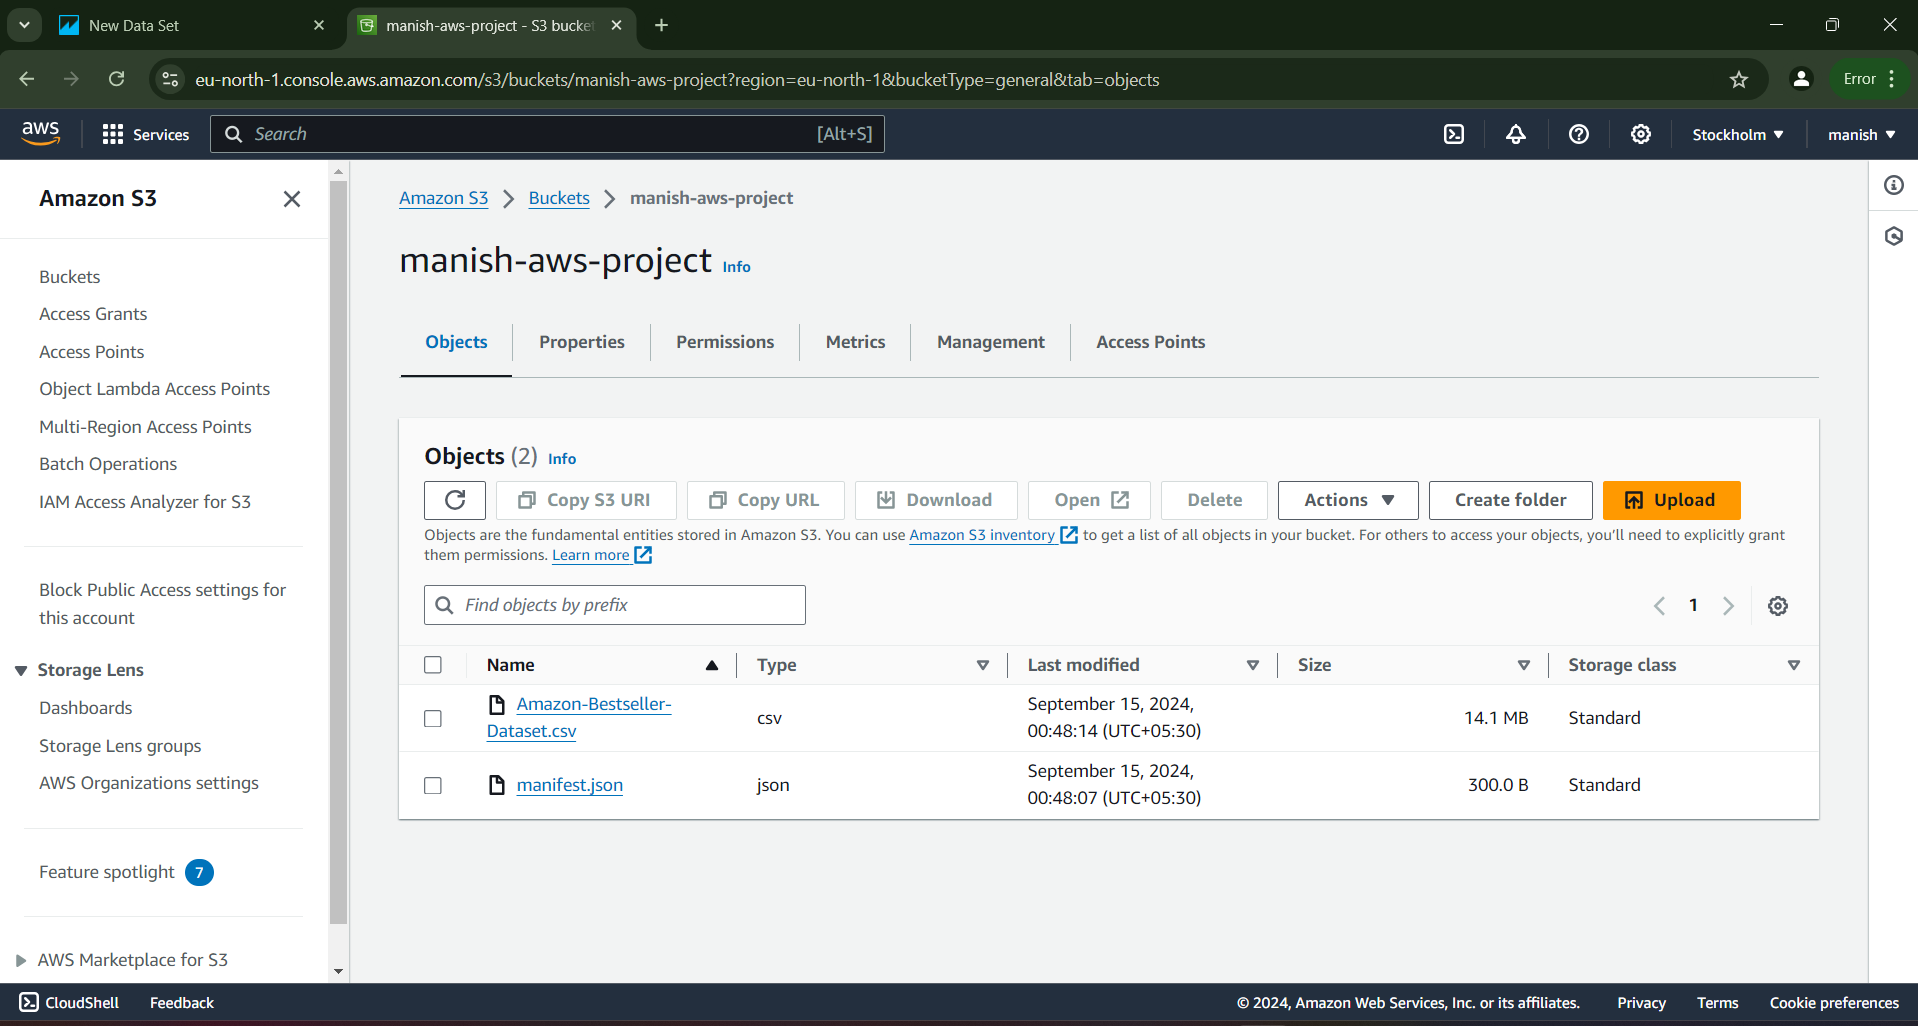 New Data Set
manish-aws-project - S3 bucke
eu-north-1.console.aws.amazon.com/s3/buckets/manish-aws-project?region=eu-north-1&bucketType=general&tab=objects
Error
aws
Services
Search
[Alt+S]
Stockholm
manish
Amazon S3
Buckets
Access Grants
Access Points
Object Lambda Access Points
Multi-Region Access Points
Batch Operations
IAM Access Analyzer for S3
Block Public Access settings for
this account
Storage Lens
Dashboards
Storage Lens groups
AWS Organizations settings
Feature spotlight 7
AWS Marketplace for S3
Amazon S3 > Buckets > manish-aws-project
manish-aws-project Info
Objects
Properties
Permissions
Metrics
Management
Access Points
Objects (2) Info
Copy S3 URI
Copy URL
Download
Open
Delete
Actions
Create folder
Upload
Objects are the fundamental entities stored in Amazon S3. You can use Amazon S3 inventory to get a list of all objects in your bucket. For others to access your objects, you'll need to explicitly grant
them permissions. Learn more
Find objects by prefix
1
Name
Type
Last modified
Size
Storage class
Amazon-Bestseller-
Dataset.csv
csv
September 15, 2024,
00:48:14 (UTC+05:30)
14.1 MB
Standard
manifest.json
json
September 15, 2024,
00:48:07 (UTC+05:30)
300.0 B
Standard
CloudShell
Feedback
© 2024, Amazon Web Services, Inc. or its affiliates.
Privacy
Terms
Cookie preferences